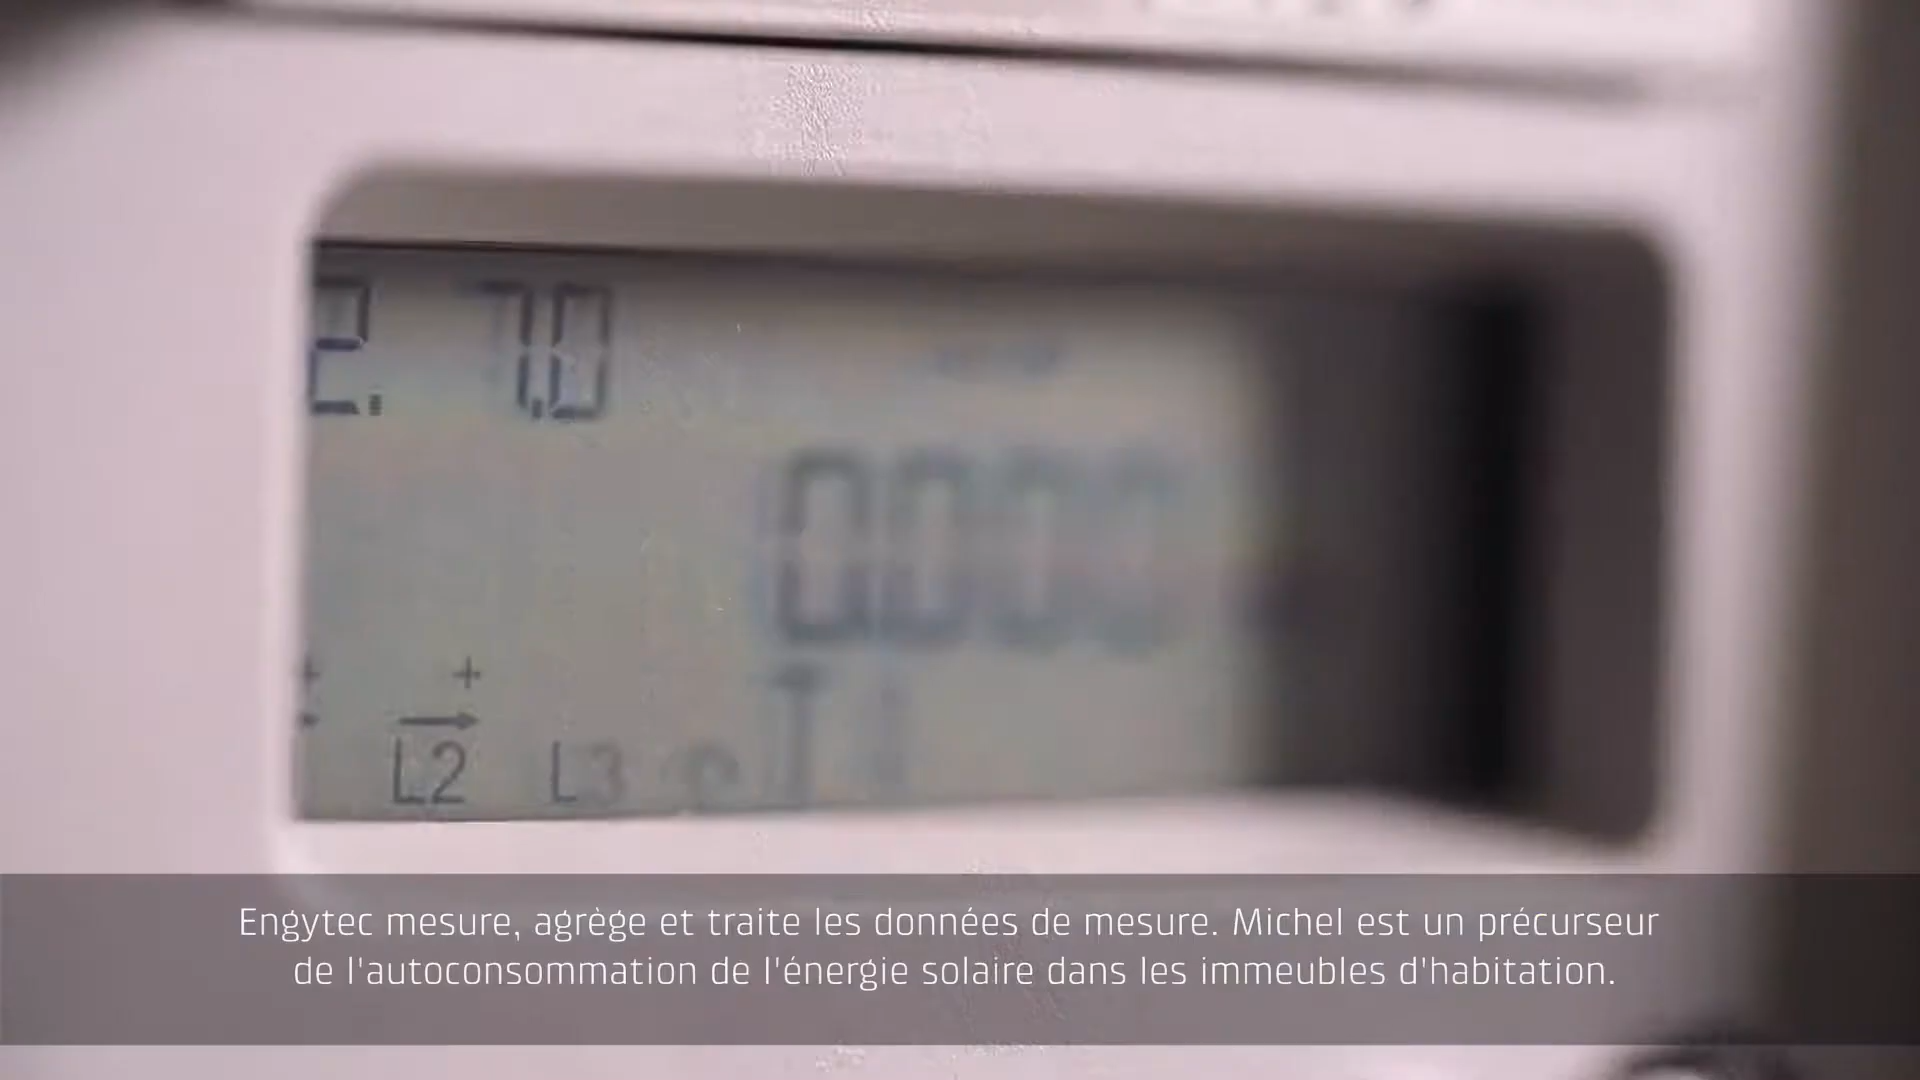 2. 7.0
000
L2 L3 T1
Engytec mesure, agrège et traite les données de mesure. Michel est un précurseur
de l'autoconsommation de l'énergie solaire dans les immeubles d'habitation.